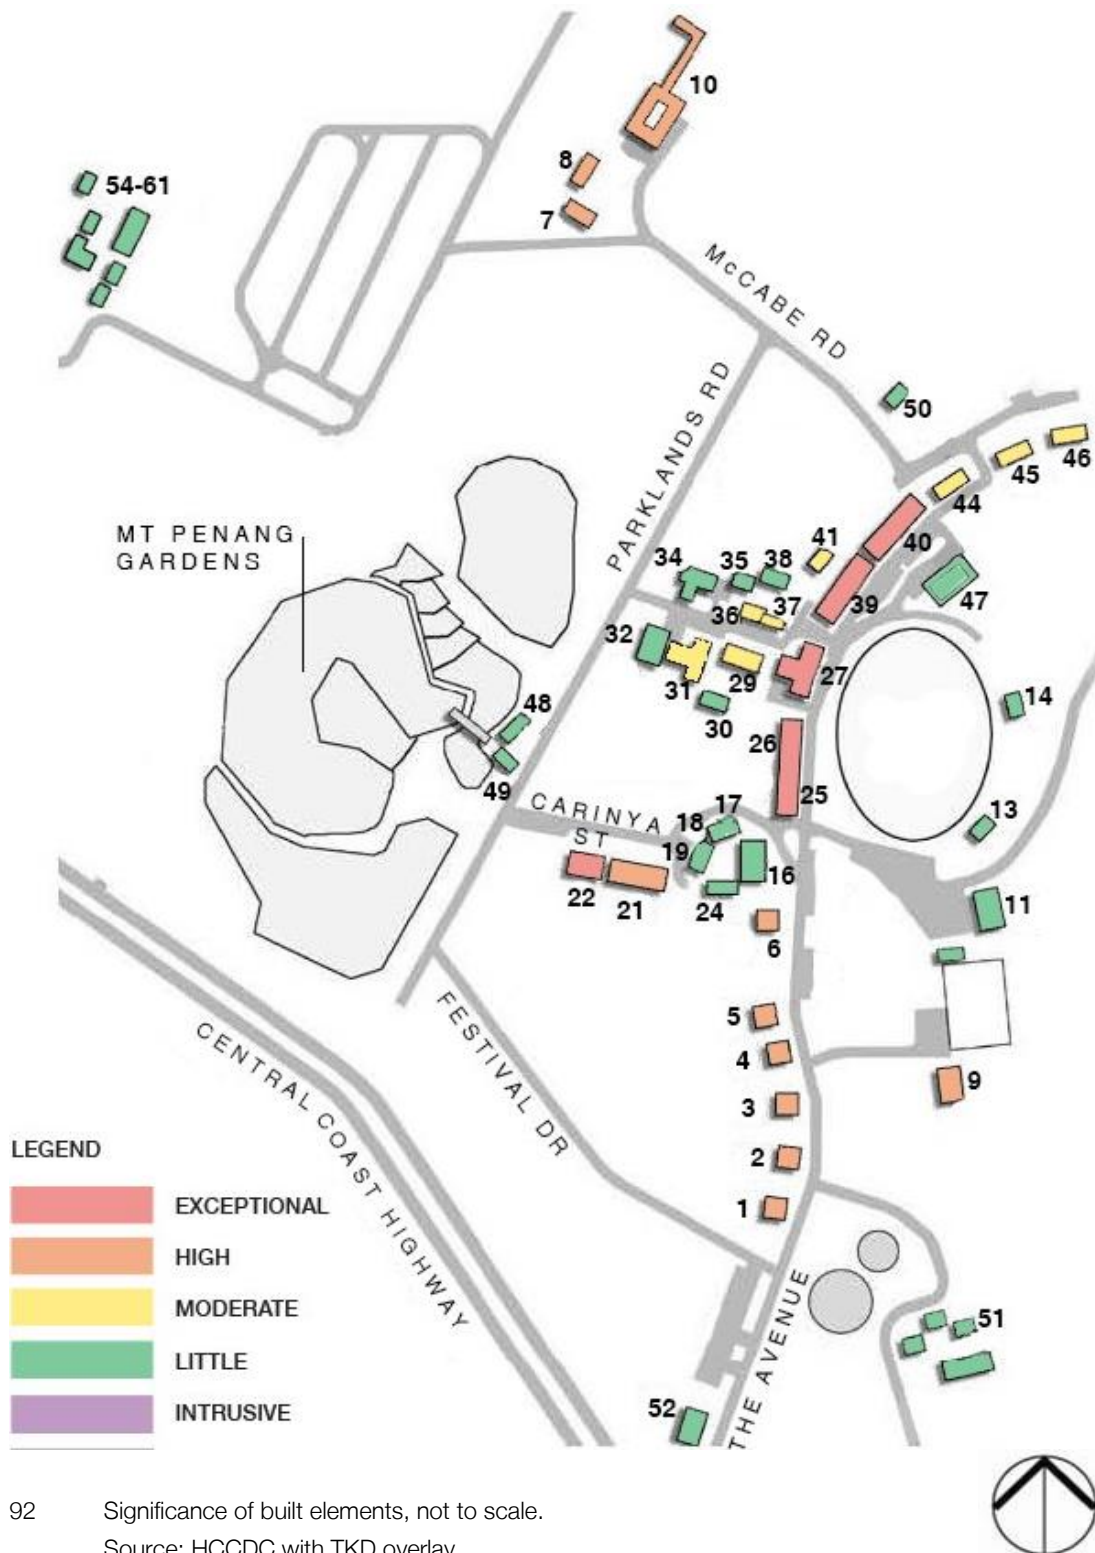 10
8
54-61
7
McCABE RD
PARKLANDS RD
50
46
45
44
MT PENANG
GARDENS
41
40
34
35
38
47
36
37
39
32
27
31
29
14
48
30
26
49
25
CARINYA
ST
17
18
13
19
16
22
21
24
11
6
FESTIVAL DR
5
CENTRAL COAST HIGHWAY
4
9
3
2
1
THE AVENUE
51
52
LEGEND
EXCEPTIONAL
HIGH
MODERATE
LITTLE
INTRUSIVE
92 Significance of built elements, not to scale.
Source: HCCDC with TKD overlay